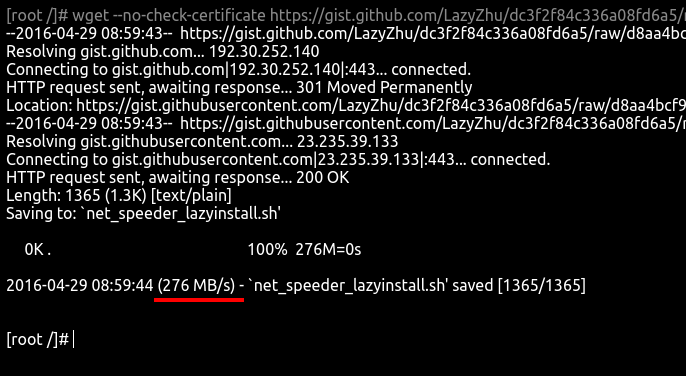 [root /]# wget --no-check-certificate https://gist.github.com/LazyZhu/dc3f2f84c336a08fd6a5/r
--2016-04-29 08:59:43-- https://gist.github.com/LazyZhu/dc3f2f84c336a08fd6a5/raw/d8aa4bc
Resolving gist.github.com... 192.30.252.140
Connecting to gist.github.com|192.30.252.140|:443... connected.
HTTP request sent, awaiting response... 301 Moved Permanently
Location: https://gist.githubusercontent.com/LazyZhu/dc3f2f84c336a08fd6a5/raw/d8aa4bcf9
--2016-04-29 08:59:43-- https://gist.githubusercontent.com/LazyZhu/dc3f2f84c336a08fd6a5/r
Resolving gist.githubusercontent.com... 23.235.39.133
Connecting to gist.githubusercontent.com|23.235.39.133|:443... connected.
HTTP request sent, awaiting response... 200 OK
Length: 1365 (1.3K) [text/plain]
Saving to: `net_speeder_lazyinstall.sh'
0K . 100% 276M=0s
2016-04-29 08:59:44 (276 MB/s) - `net_speeder_lazyinstall.sh' saved [1365/1365]
[root /]#